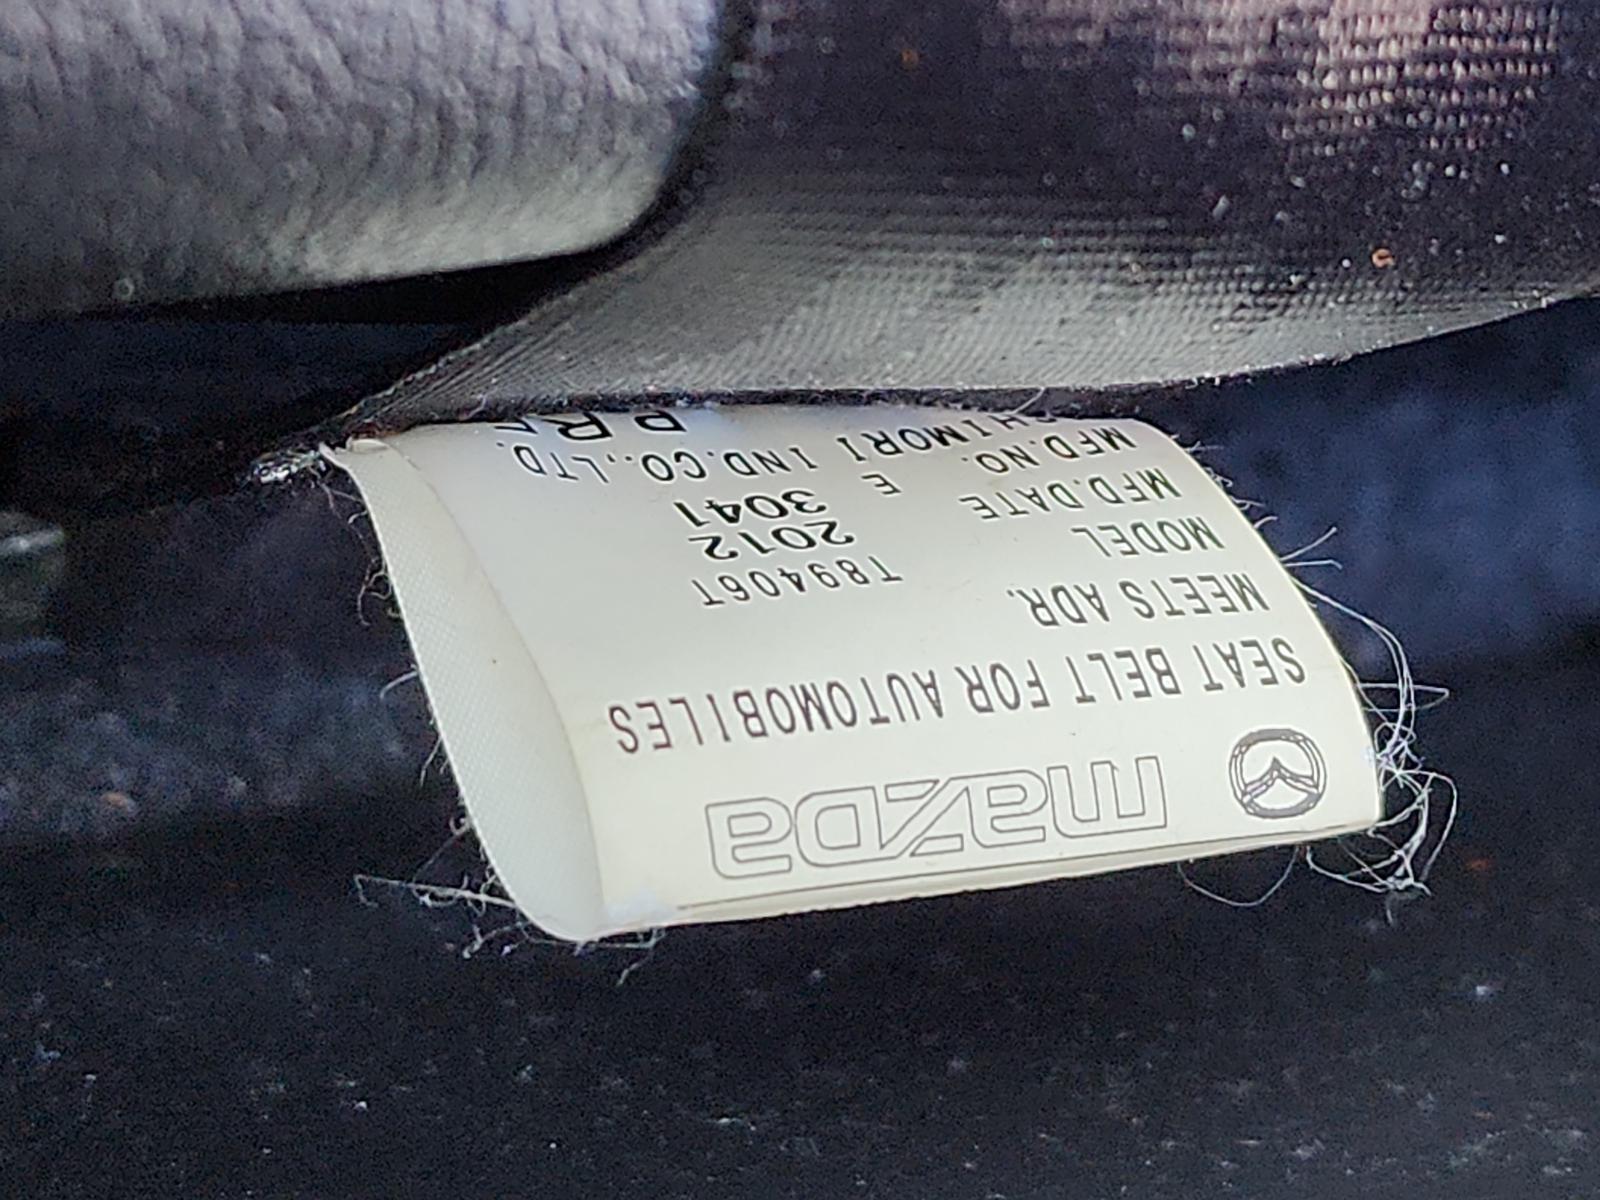 mazda
SEAT BELT FOR AUTOMOBILES
MEETS ADR.
MODEL T89406T
MFD.DATE 2012
MFD.NO. E 3041
IND.CO.,LTD.